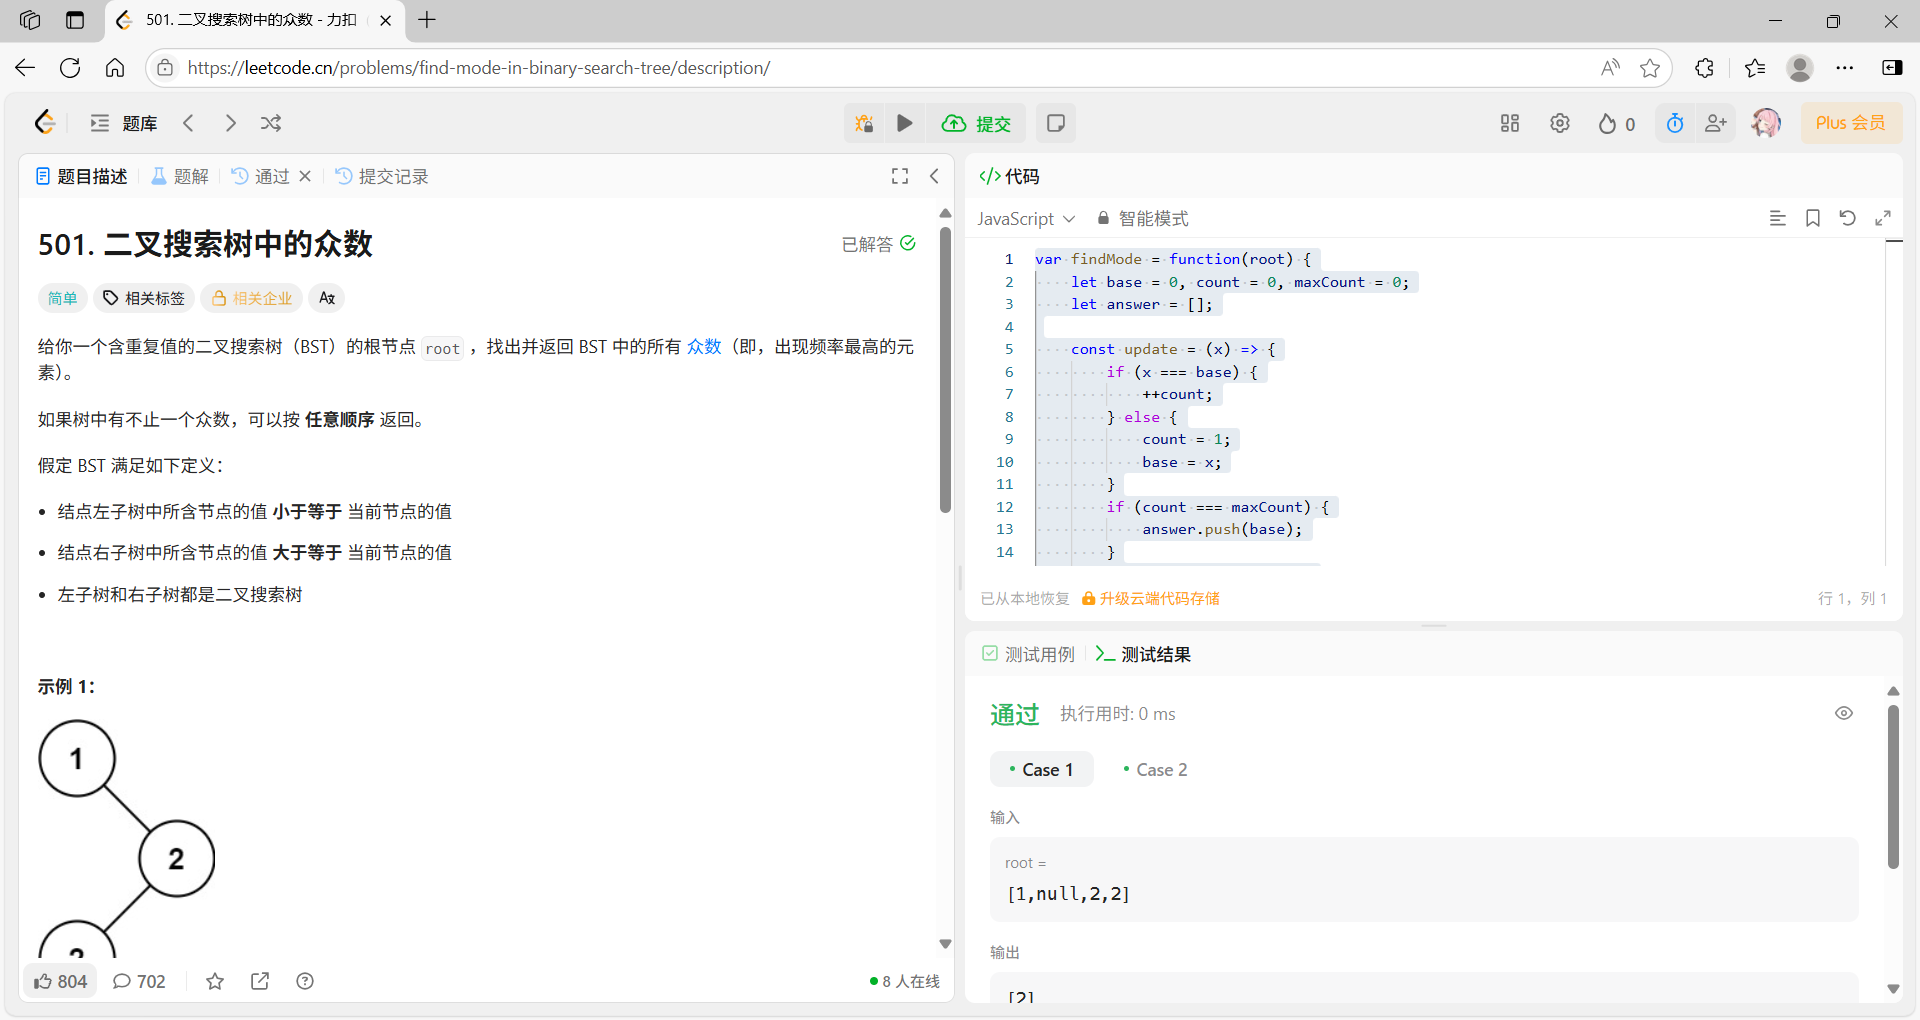 501. 二叉搜索树中的众数 - 力扣
https://leetcode.cn/problems/find-mode-in-binary-search-tree/description/
题库
提交
0
Plus 会员
题目描述
题解
通过
提交记录
501. 二叉搜索树中的众数
已解答
简单
相关标签
相关企业
给你一个含重复值的二叉搜索树（BST）的根节点 root ，找出并返回 BST 中的所有 众数（即，出现频率最高的元
素）。
如果树中有不止一个众数，可以按 任意顺序 返回。
假定 BST 满足如下定义：
• 结点左子树中所含节点的值 小于等于 当前节点的值
• 结点右子树中所含节点的值 大于等于 当前节点的值
• 左子树和右子树都是二叉搜索树
示例 1：
1
2
804
702
8 人在线
</> 代码
JavaScript
智能模式
1 var findMode = function(root) {
2 let base = 0, count = 0, maxCount = 0;
3 let answer = [];
4
5 const update = (x) => {
6 if (x === base) {
7 ++count;
8 } else {
9 count = 1;
10 base = x;
11 }
12 if (count === maxCount) {
13 answer.push(base);
14 }
已从本地恢复
升级云端代码存储
行 1，列 1
测试用例
测试结果
通过
执行用时: 0 ms
• Case 1
• Case 2
输入
root =
[1,null,2,2]
输出
[2]